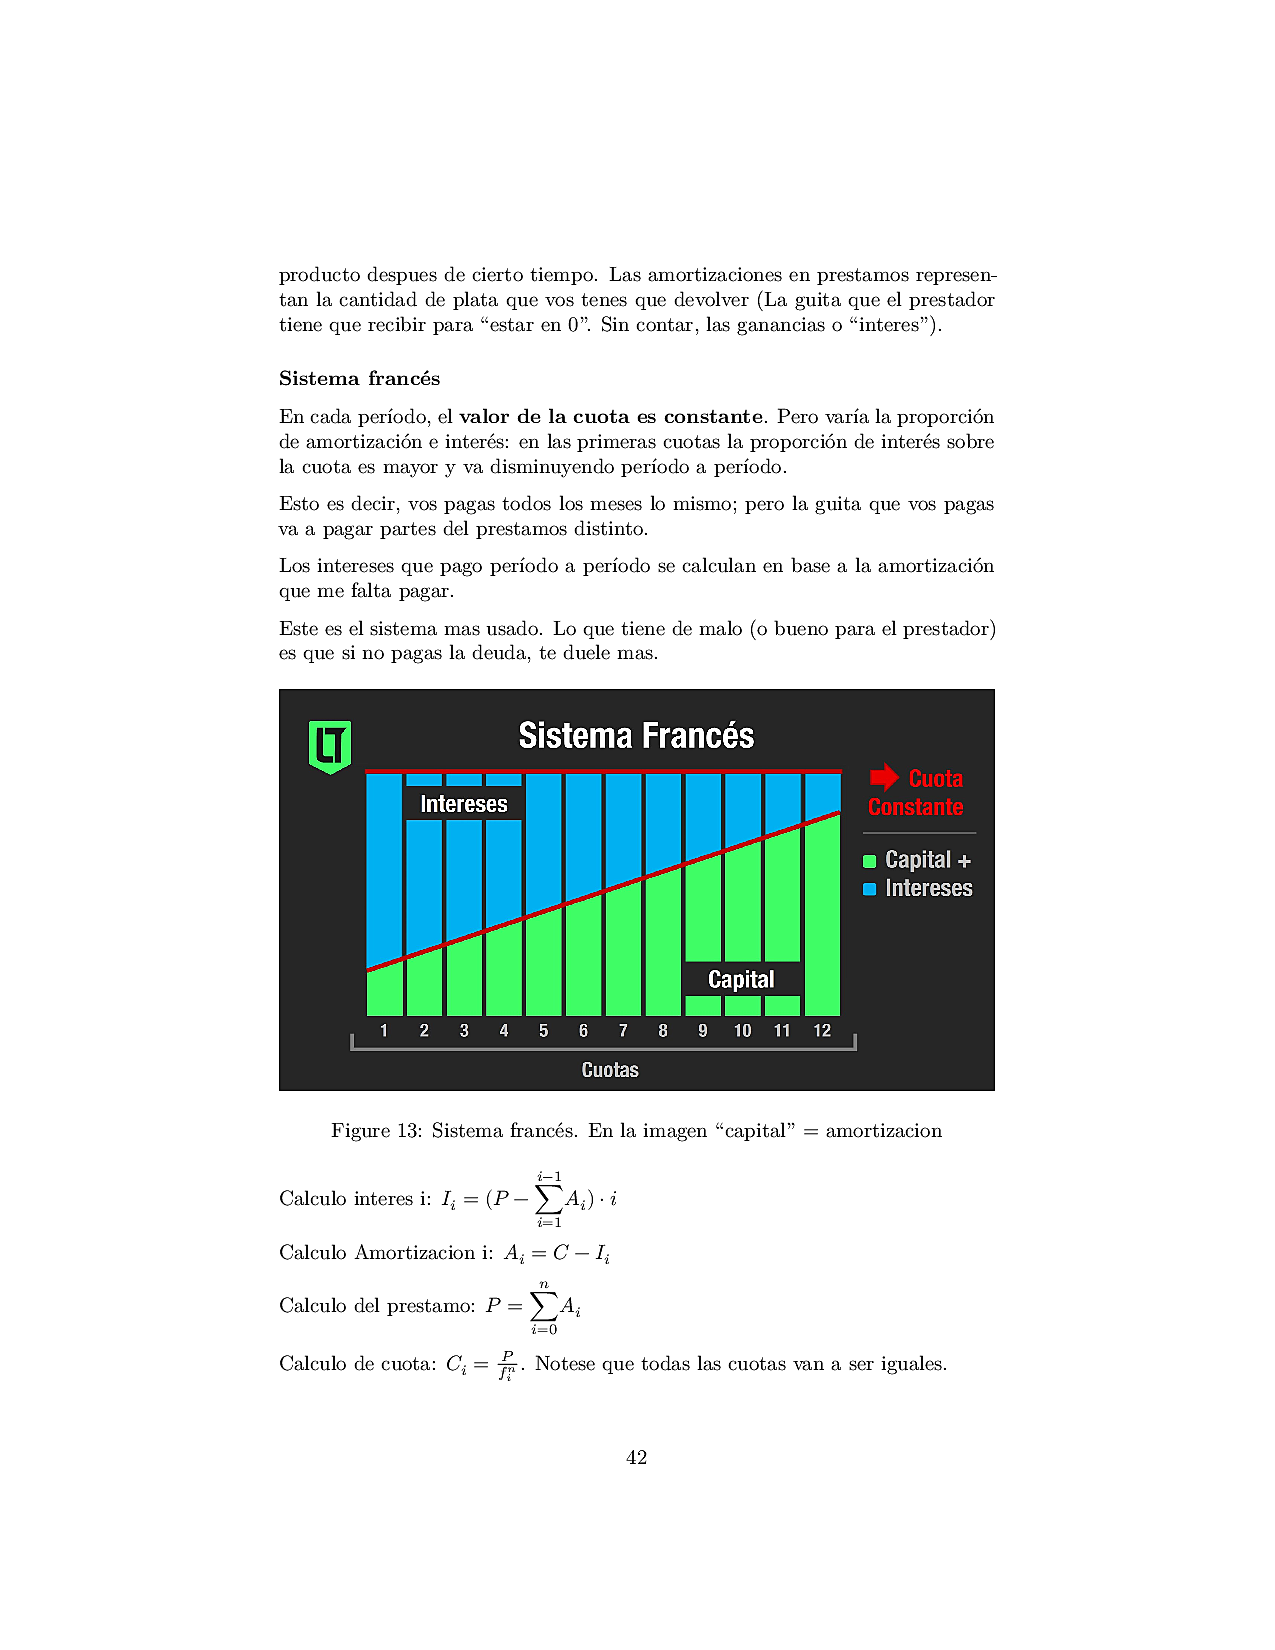 producto despues de cierto tiempo. Las amortizaciones en prestamos represen-
tan la cantidad de plata que vos tenes que devolver (La guita que el prestador
tiene que recibir para “estar en 0”. Sin contar, las ganancias o “interes”).
Sistema francés
En cada período, el valor de la cuota es constante. Pero varía la proporción
de amortización e interés: en las primeras cuotas la proporción de interés sobre
la cuota es mayor y va disminuyendo período a período.
Esto es decir, vos pagas todos los meses lo mismo; pero la guita que vos pagas
va a pagar partes del prestamos distinto.
Los intereses que pago período a período se calculan en base a la amortización
que me falta pagar.
Este es el sistema mas usado. Lo que tiene de malo (o bueno para el prestador)
es que si no pagas la deuda, te duele mas.
LT
Sistema Francés
Cuota
Constante
Intereses
Capital +
Intereses
Capital
1 2 3 4 5 6 7 8 9 10 11 12
Cuotas
Figure 13: Sistema francés. En la imagen “capital” = amortizacion
Calculo interes i: $I_i = (P - \sum_{i=1}^{i-1} A_i) \cdot i$
Calculo Amortizacion i: $A_i = C - I_i$
Calculo del prestamo: $P = \sum_{i=0}^{n} A_i$
Calculo de cuota: $C_i = \frac{P}{f_i^n}$. Notese que todas las cuotas van a ser iguales.
42